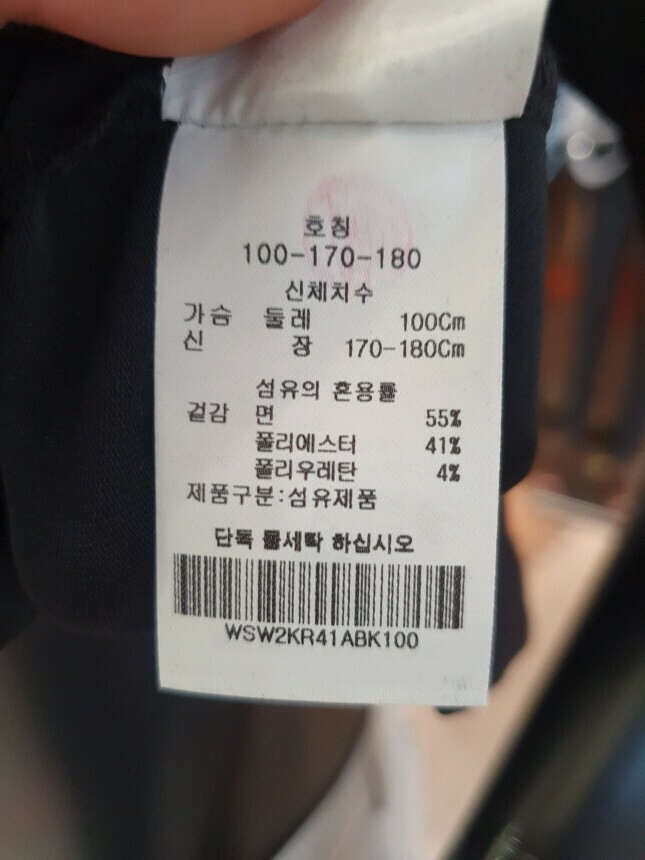 호칭
100-170-180
신체치수
가슴 둘레 100Cm
신 장 170-180Cm
섬유의 혼용률
겉감 면 55%
폴리에스터 41%
폴리우레탄 4%
제품구분:섬유제품
단독 물세탁 하십시오
WSW2KR41ABK100